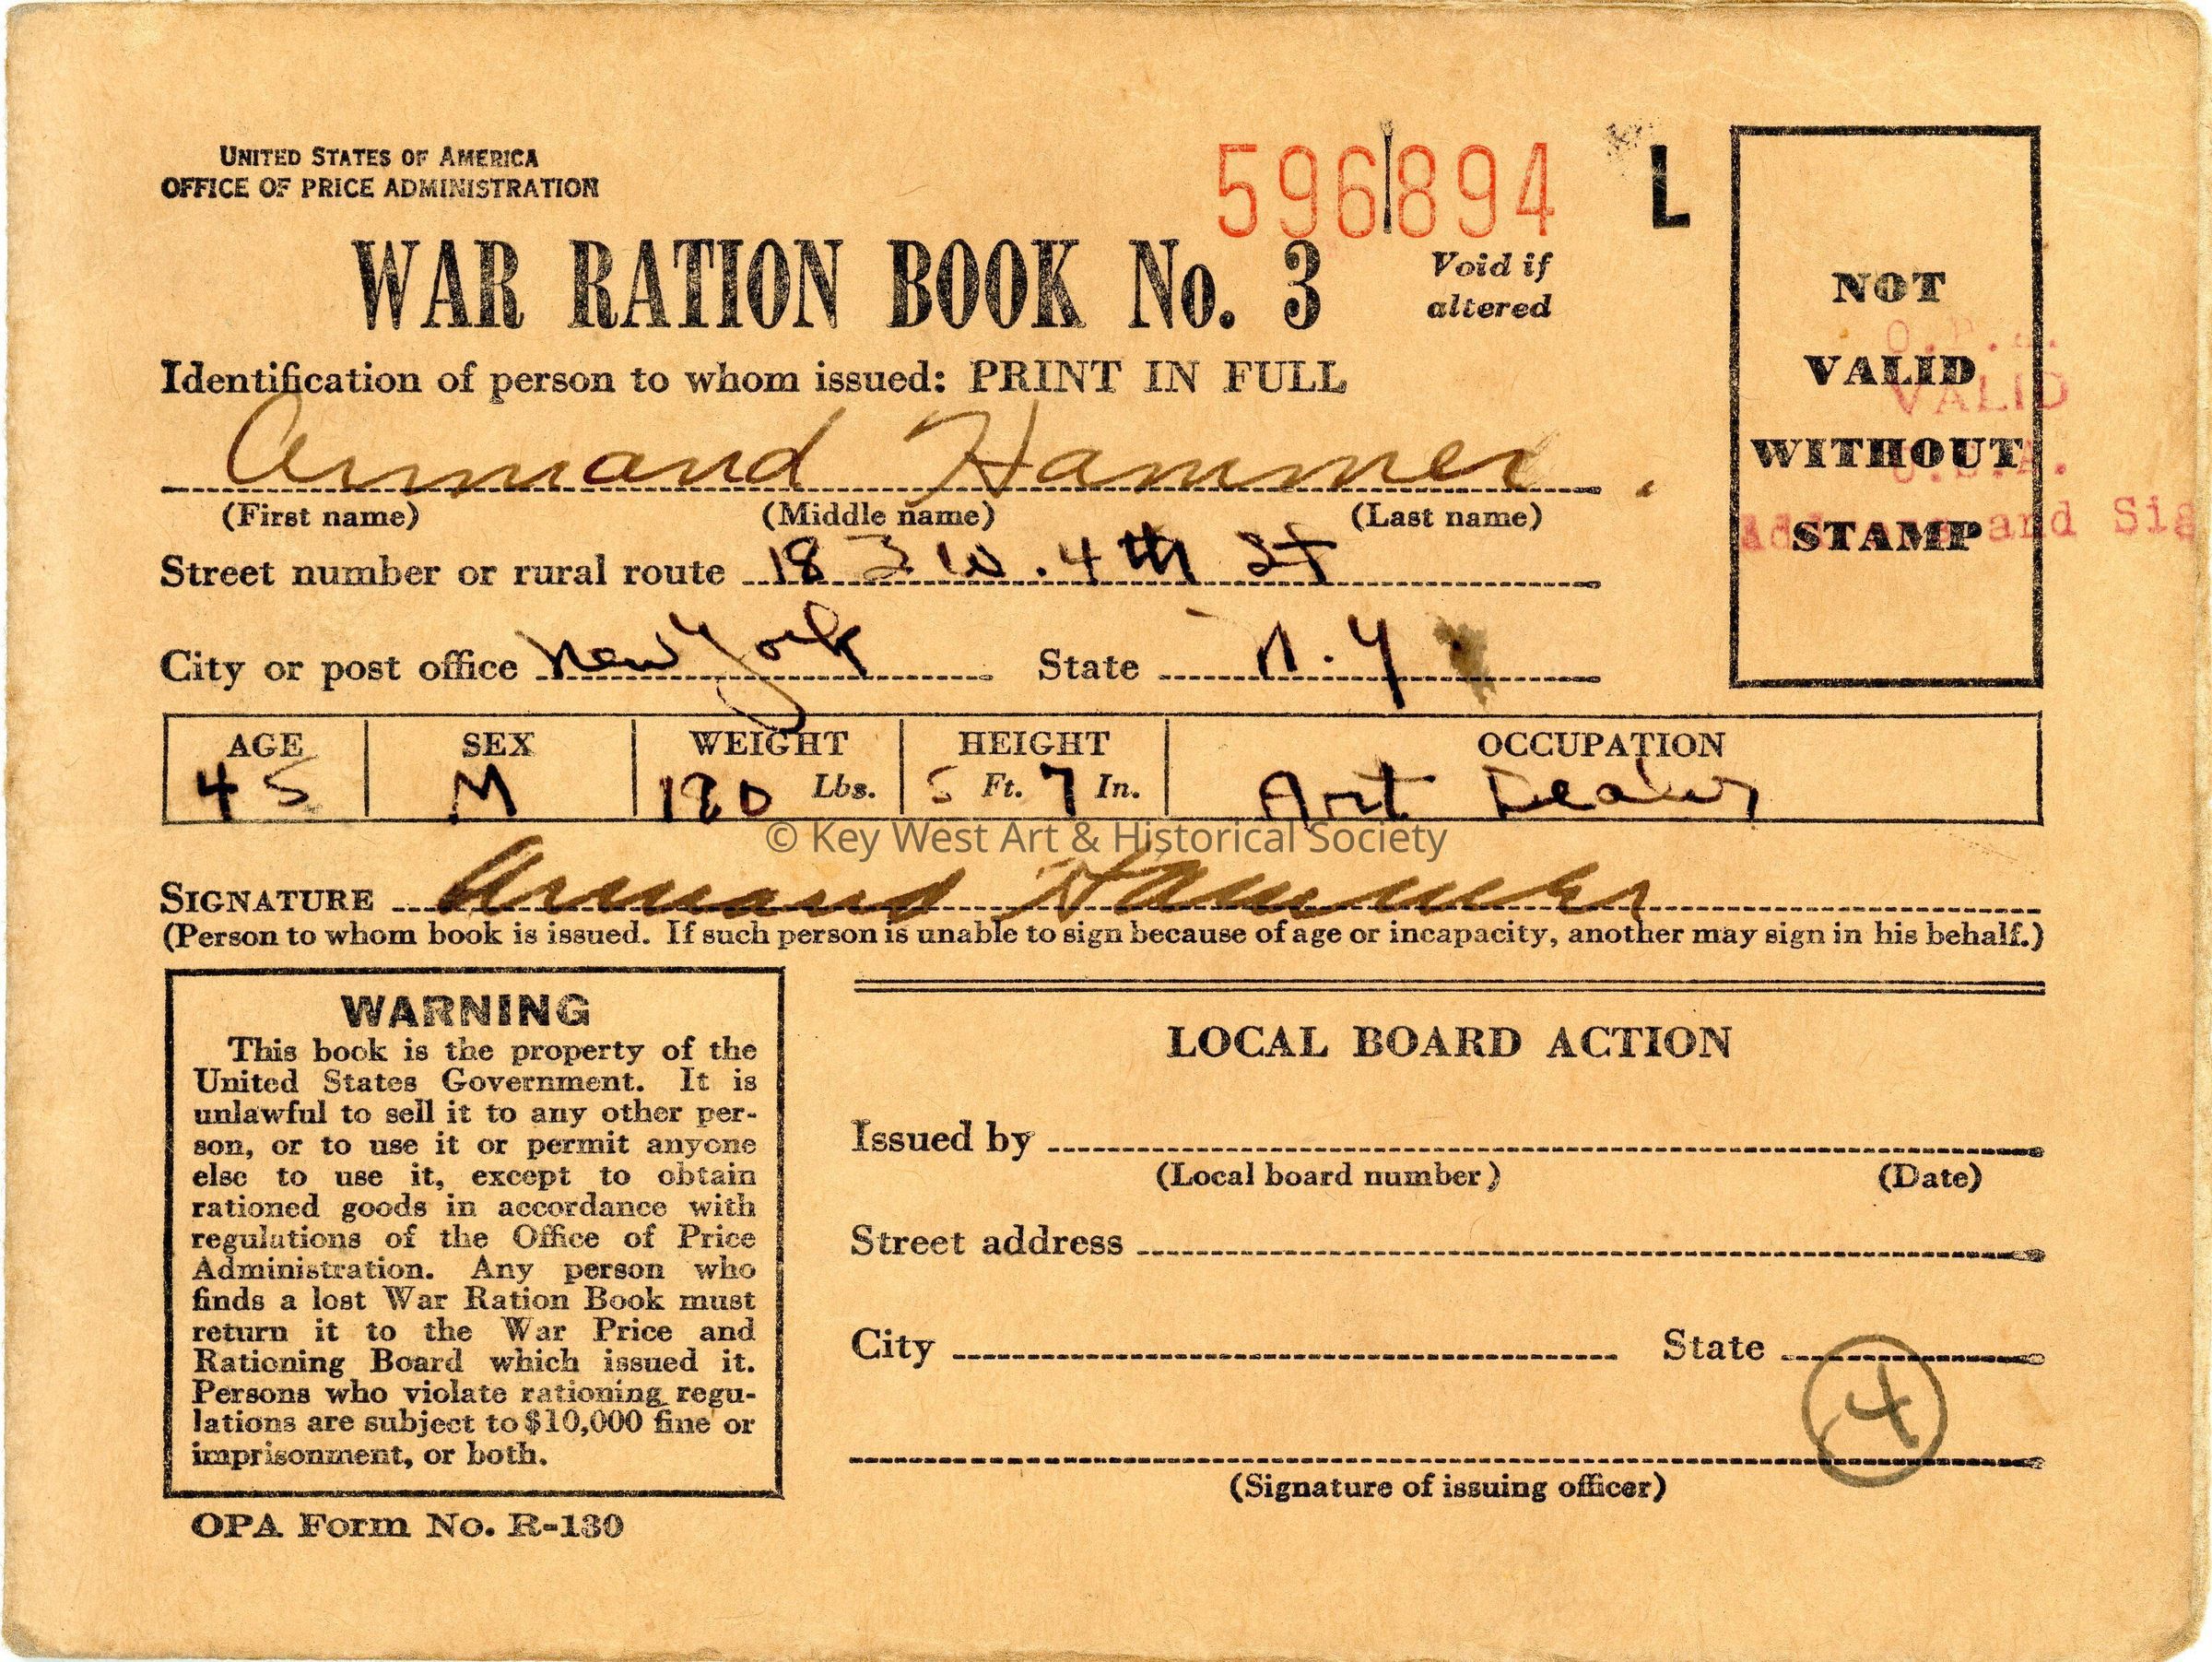 UNITED STATES OF AMERICA
OFFICE OF PRICE ADMINISTRATION
596894 L
WAR RATION BOOK No. 3
Void if
altered
Identification of person to whom issued: PRINT IN FULL
Armand Hammer.
(First name) (Middle name) (Last name)
Street number or rural route 183 W. 4th St
City or post office New York State N.Y
NOT
VALID
WITHOUT
STAMP
O.P.A.
VALID
U.S.A.
and Sig
AGE SEX WEIGHT HEIGHT OCCUPATION
45 M 180 Lbs. 5 Ft. 7 In. Art Dealer
© Key West Art & Historical Society
SIGNATURE Armand Hammer
(Person to whom book is issued. If such person is unable to sign because of age or incapacity, another may sign in his behalf.)
WARNING
This book is the property of the
United States Government. It is
unlawful to sell it to any other per-
son, or to use it or permit anyone
else to use it, except to obtain
rationed goods in accordance with
regulations of the Office of Price
Administration. Any person who
finds a lost War Ration Book must
return it to the War Price and
Rationing Board which issued it.
Persons who violate rationing regu-
lations are subject to $10,000 fine or
imprisonment, or both.
OPA Form No. R-130
LOCAL BOARD ACTION
Issued by
(Local board number) (Date)
Street address
City State
4
(Signature of issuing officer)